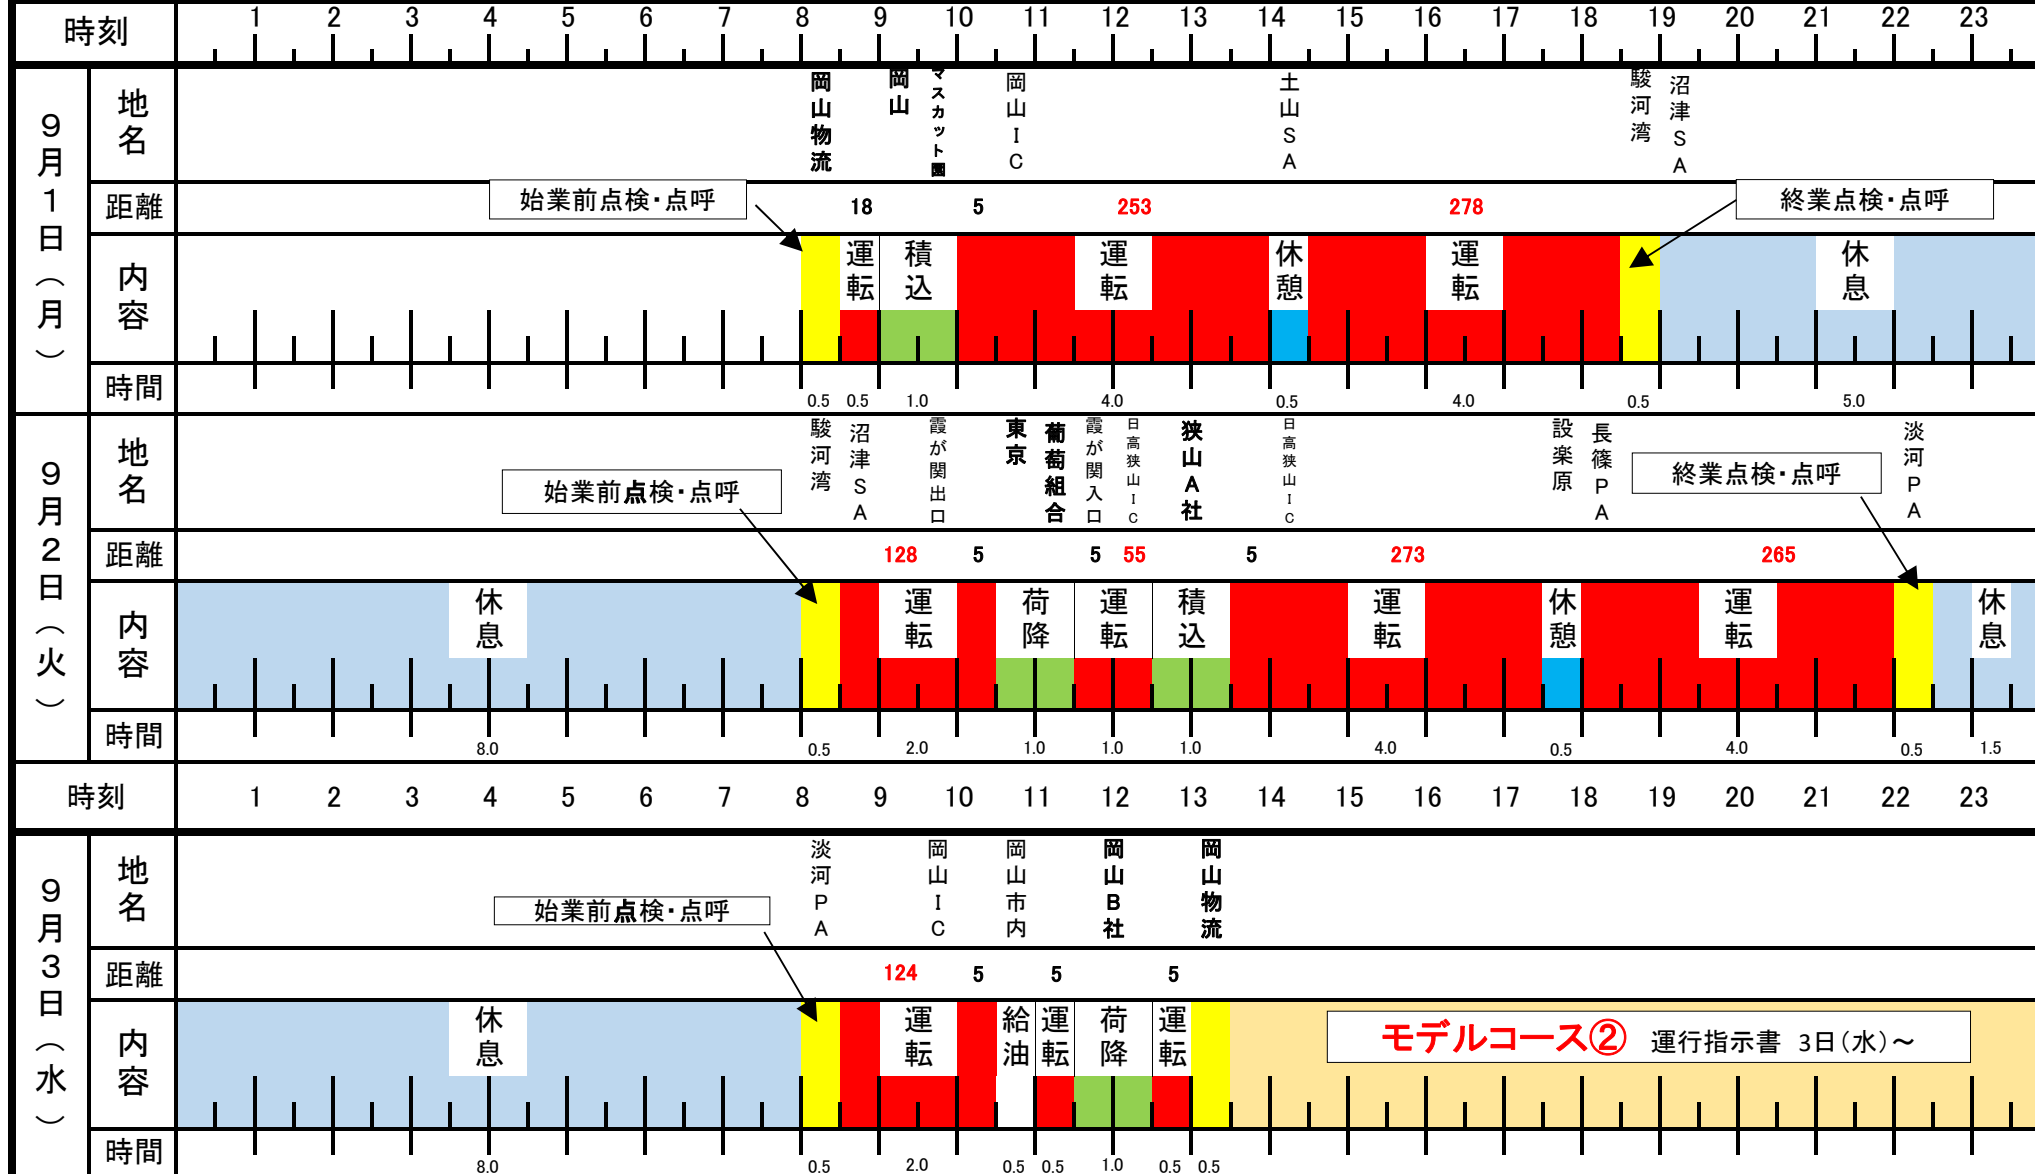 時刻 1 2 3 4 5 6 7 8 9 10 11 12 13 14 15 16 17 18 19 20 21 22 23
9月1日(月)
地名 岡山物流 岡山 マスカット園 岡山IC 土山SA 駿河湾 沼津SA
始業前点検・点呼 終業点検・点呼
距離 18 5 253 278
内容 運転 積込 運転 休憩 運転 休息
時間 0.5 0.5 1.0 4.0 0.5 4.0 0.5 5.0
9月2日(火)
地名 駿河湾 沼津SA 霞が関出口 東京 葡萄組合 霞が関入口 日高狭山IC 狭山A社 日高狭山IC 設楽原 長篠PA 淡河PA
始業前点検・点呼 終業点検・点呼
距離 128 5 5 55 5 273 265
内容 休息 運転 荷降 運転 積込 運転 休憩 運転 休息
時間 8.0 0.5 2.0 1.0 1.0 1.0 4.0 0.5 4.0 0.5 1.5
時刻 1 2 3 4 5 6 7 8 9 10 11 12 13 14 15 16 17 18 19 20 21 22 23
9月3日(水)
地名 淡河PA 岡山IC 岡山市内 岡山B社 岡山物流
始業前点検・点呼
距離 124 5 5 5
内容 休息 運転 給油 運転 荷降 運転
モデルコース② 運行指示書 3日(水)～
時間 8.0 0.5 2.0 0.5 0.5 1.0 0.5 0.5